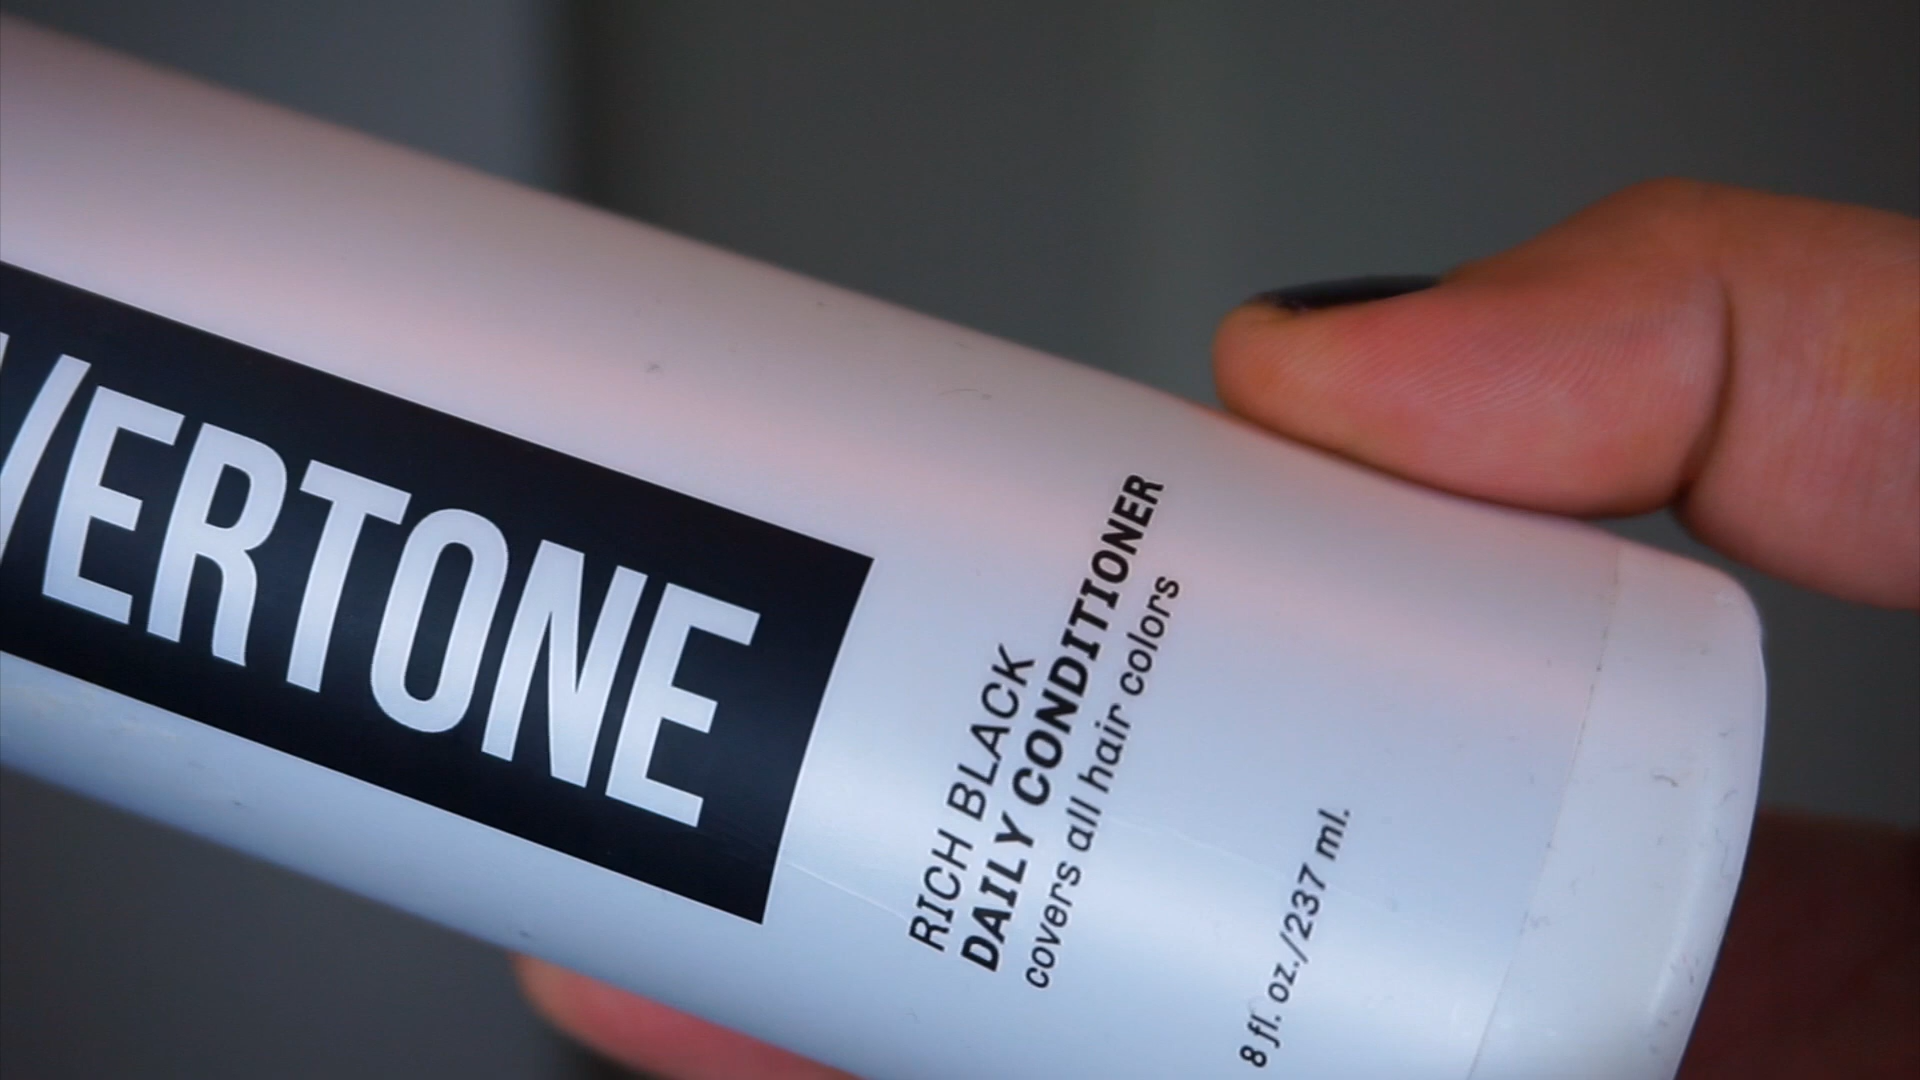 VERTONE
RICH BLACK
DAILY CONDITIONER
covers all hair colors
8 fl. oz./237 ml.